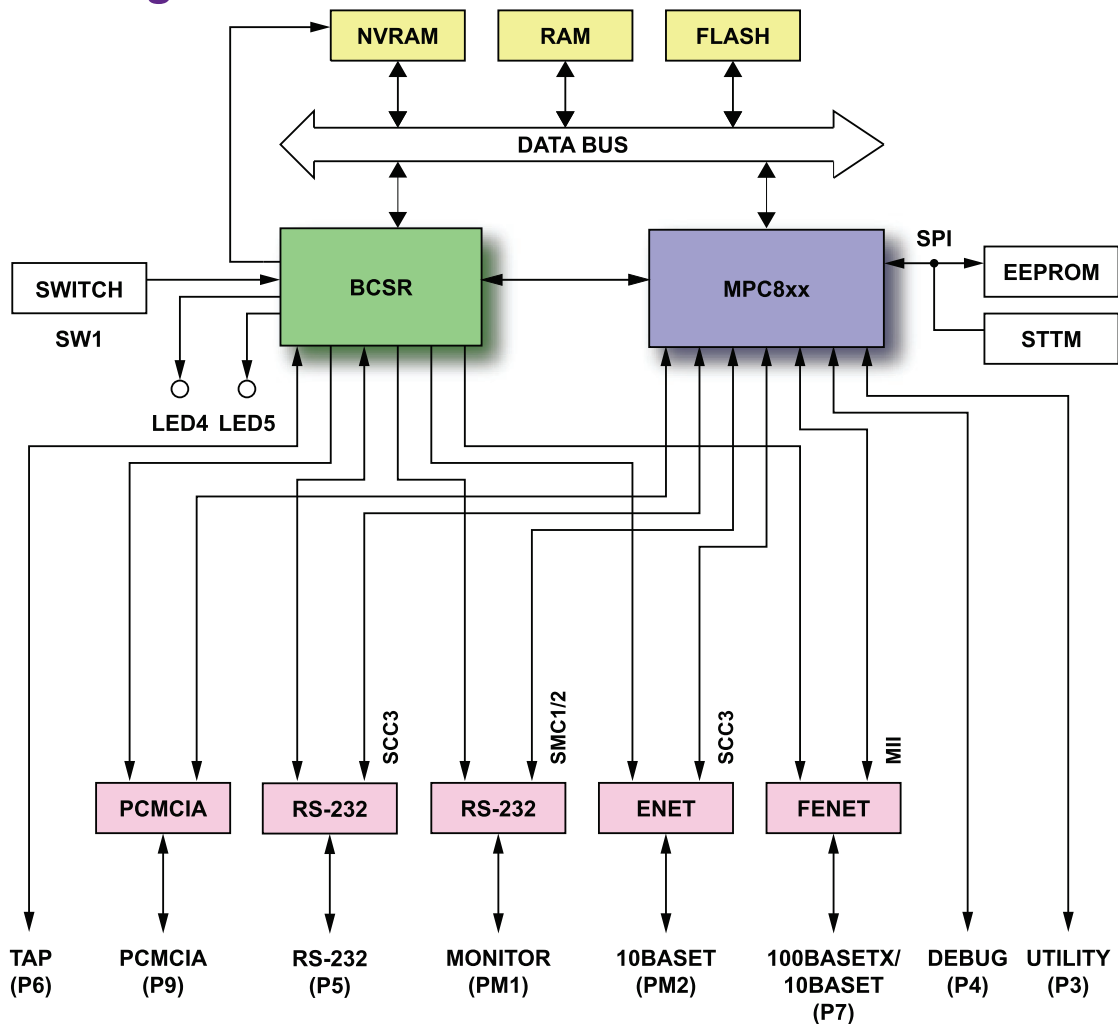 NVRAM
RAM
FLASH
DATA BUS
SPI
SWITCH
SW1
BCSR
MPC8xx
EEPROM
STTM
LED4
LED5
SCC3
SMC1/2
SCC3
MII
PCMCIA
RS-232
RS-232
ENET
FENET
TAP
(P6)
PCMCIA
(P9)
RS-232
(P5)
MONITOR
(PM1)
10BASET
(PM2)
100BASETX/
10BASET
(P7)
DEBUG
(P4)
UTILITY
(P3)